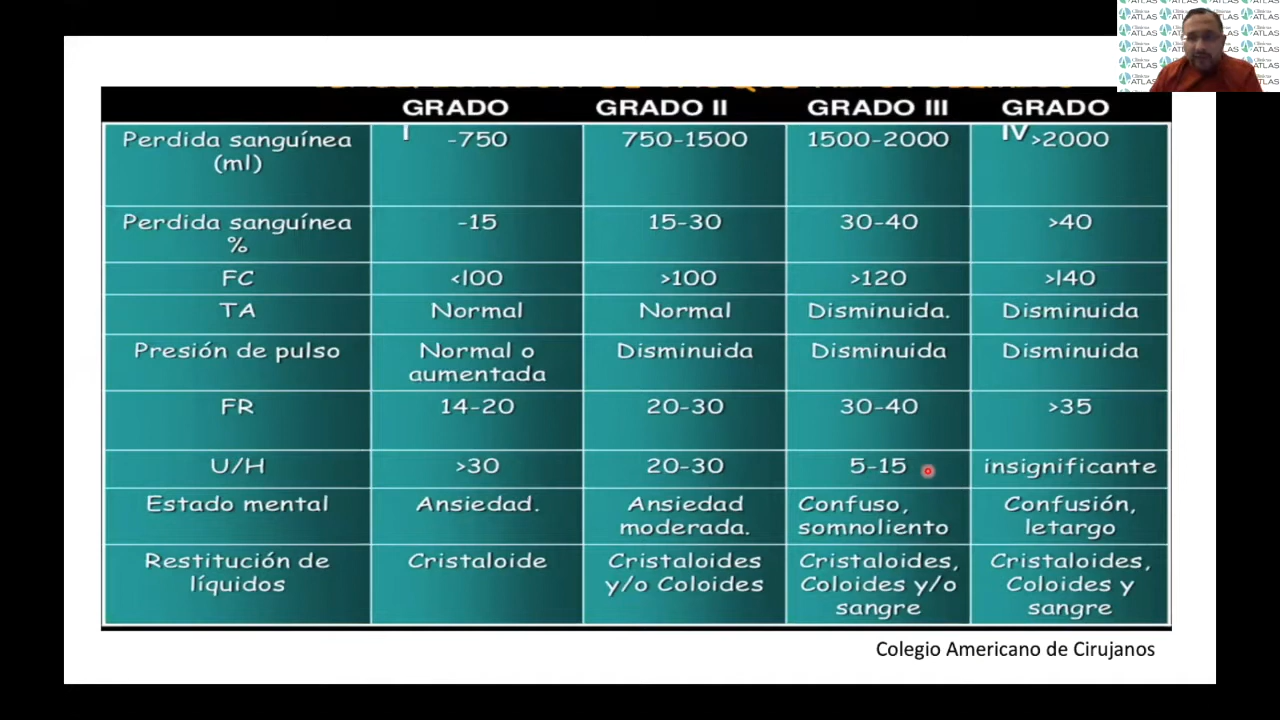 GRADO I GRADO II GRADO III GRADO IV
Perdida sanguínea (ml) -750 750-1500 1500-2000 >2000
Perdida sanguínea % -15 15-30 30-40 >40
FC <100 >100 >120 >140
TA Normal Normal Disminuida. Disminuida
Presión de pulso Normal o aumentada Disminuida Disminuida Disminuida
FR 14-20 20-30 30-40 >35
U/H >30 20-30 5-15 insignificante
Estado mental Ansiedad. Ansiedad moderada. Confuso, somnoliento Confusión, letargo
Restitución de líquidos Cristaloide Cristaloides y/o Coloides Cristaloides, Coloides y/o sangre Cristaloides, Coloides y sangre
Colegio Americano de Cirujanos
ATLAS